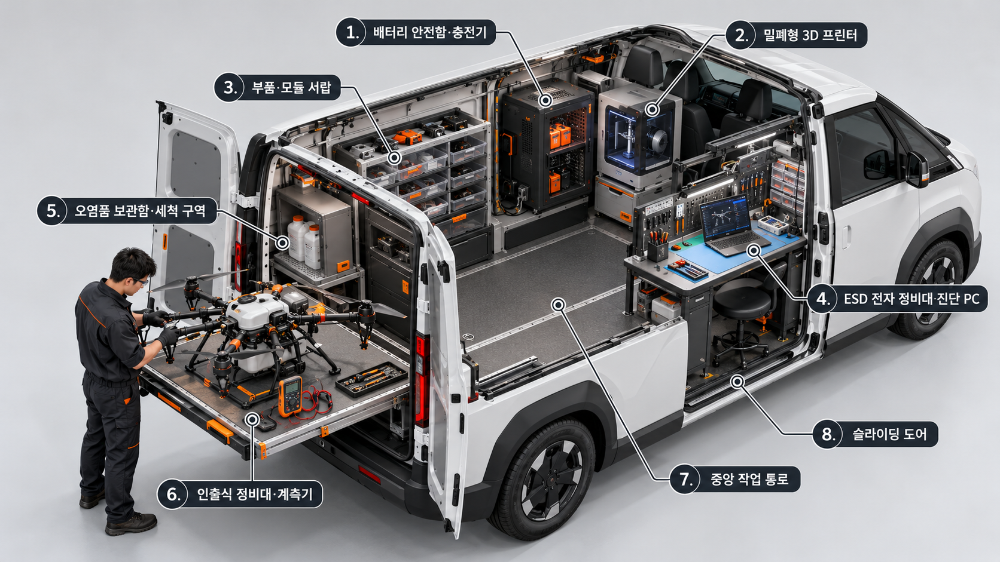 1. 배터리 안전함·충전기
2. 밀폐형 3D 프린터
3. 부품·모듈 서랍
4. ESD 전자 정비대·진단 PC
5. 오염품 보관함·세척 구역
6. 인출식 정비대·계측기
7. 중앙 작업 통로
8. 슬라이딩 도어